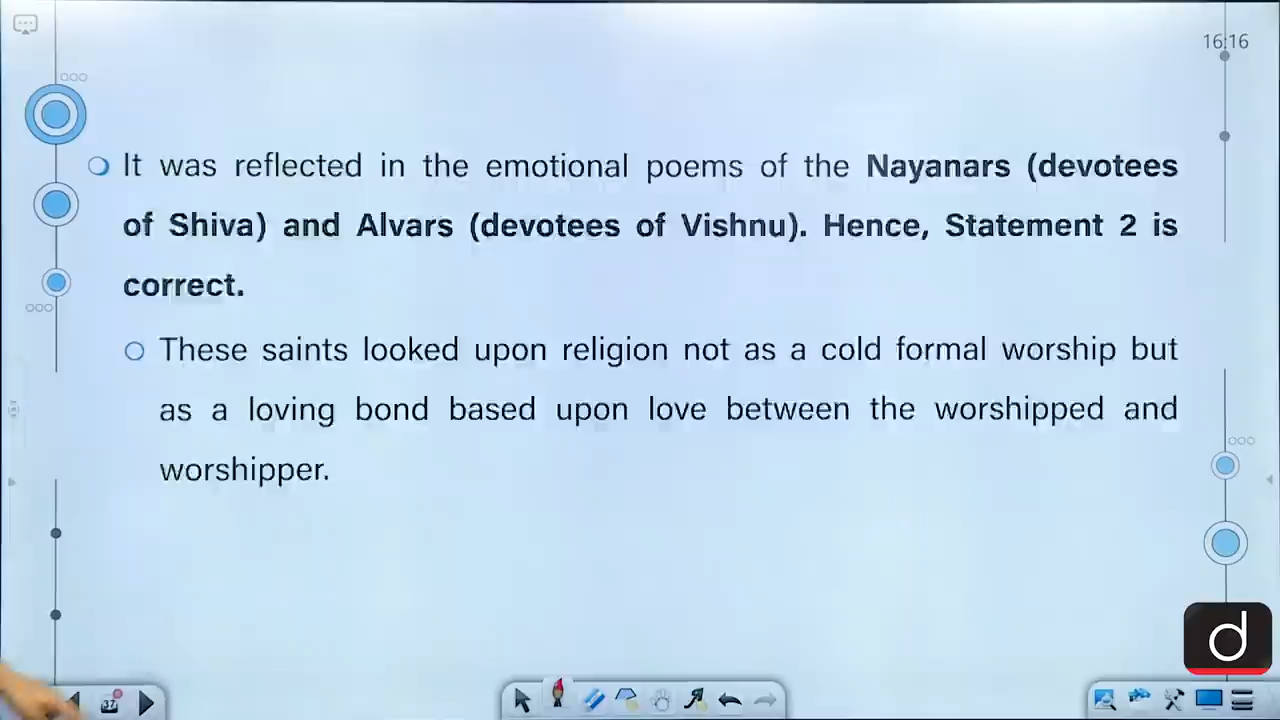 16:16
It was reflected in the emotional poems of the Nayanars (devotees
of Shiva) and Alvars (devotees of Vishnu). Hence, Statement 2 is
correct.
These saints looked upon religion not as a cold formal worship but
as a loving bond based upon love between the worshipped and
worshipper.
d
37